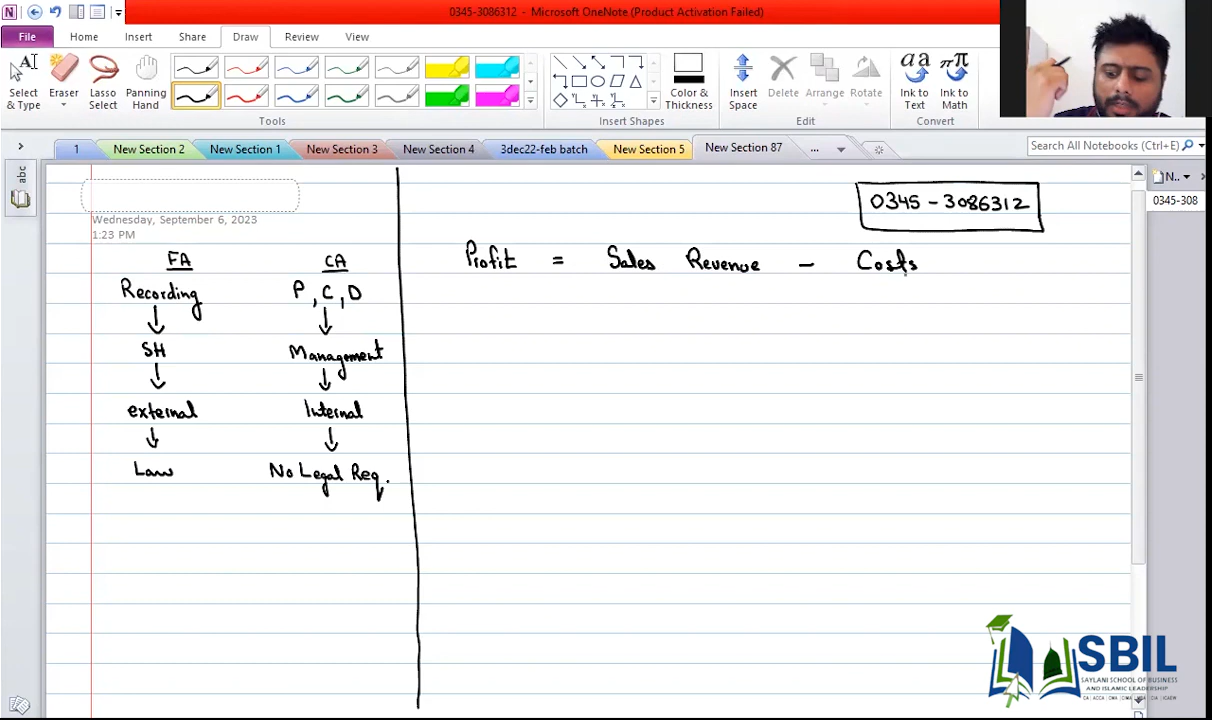 0345-3086312 - Microsoft OneNote (Product Activation Failed)
File Home Insert Share Draw Review View
Select & Type
Eraser
Lasso Select
Panning Hand
Color & Thickness
Insert Space
Delete
Arrange
Rotate
Ink to Text
Ink to Math
Tools
Insert Shapes
Edit
Convert
1 New Section 2 New Section 1 New Section 3 New Section 4 3dec22-feb batch New Section 5 New Section 87 ...
Search All Notebooks (Ctrl+E)
abc
N..
0345-308
Wednesday, September 6, 2023
1:23 PM
0345-3086312
FA
Recording
SH
external
Law
CA
P, C, D
Management
Internal
No Legal Req.
Profit = Sales Revenue - Costs
SBIL
SAYLANI SCHOOL OF BUSINESS
AND ISLAMIC LEADERSHIP